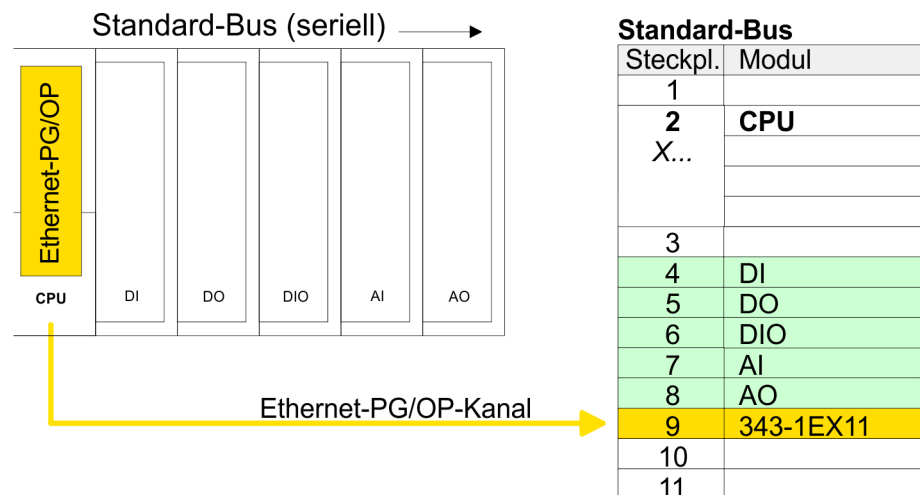 Standard-Bus (seriell)
Ethernet-PG/OP
CPU
DI
DO
DIO
AI
AO
Ethernet-PG/OP-Kanal
Standard-Bus
Steckpl. Modul
1
2 CPU
X...
3
4 DI
5 DO
6 DIO
7 AI
8 AO
9 343-1EX11
10
11